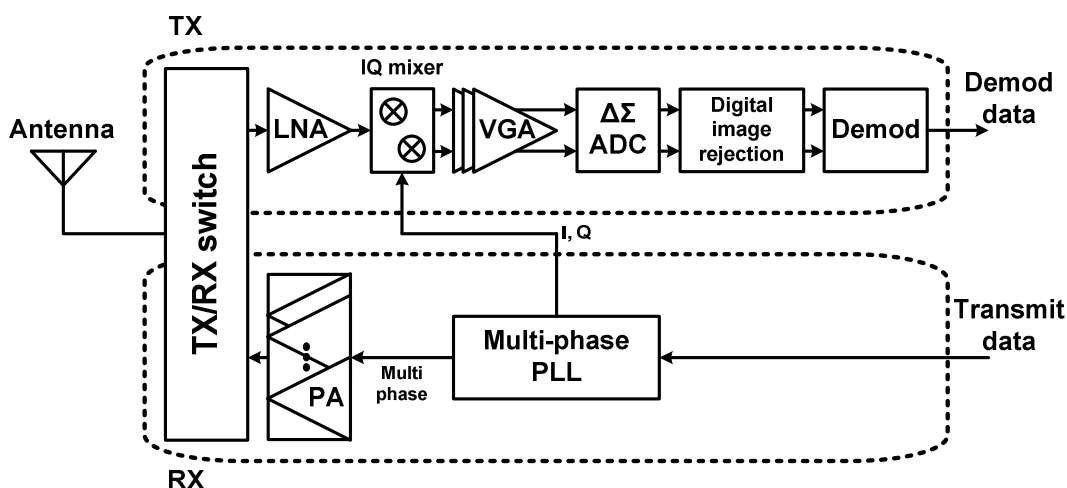 TX
IQ mixer
Demod
data
Antenna
LNA
VGA
ΔΣ
ADC
Digital
image
rejection
Demod
TX/RX switch
I, Q
Transmit
data
Multi-phase
PLL
Multi
phase
PA
RX